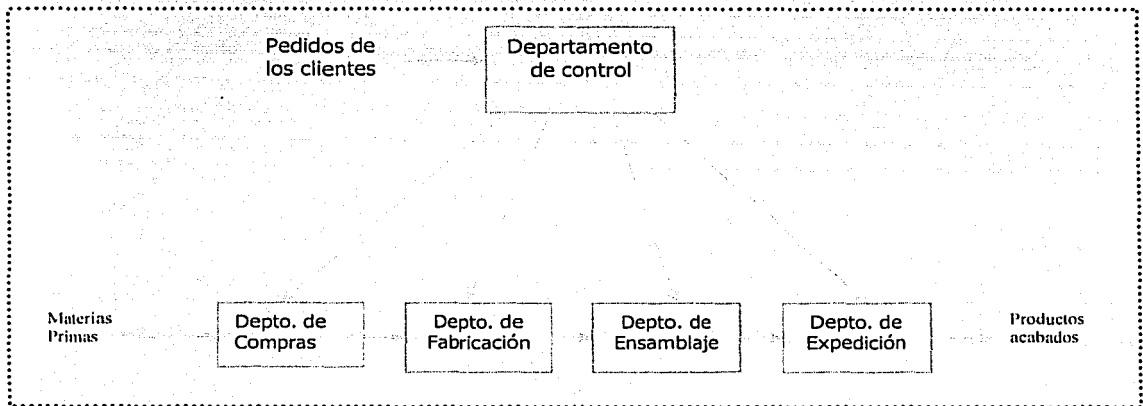 Pedidos de
los clientes
Departamento
de control
Materias
Primas
Depto. de
Compras
Depto. de
Fabricación
Depto. de
Ensamblaje
Depto. de
Expedición
Productos
acabados